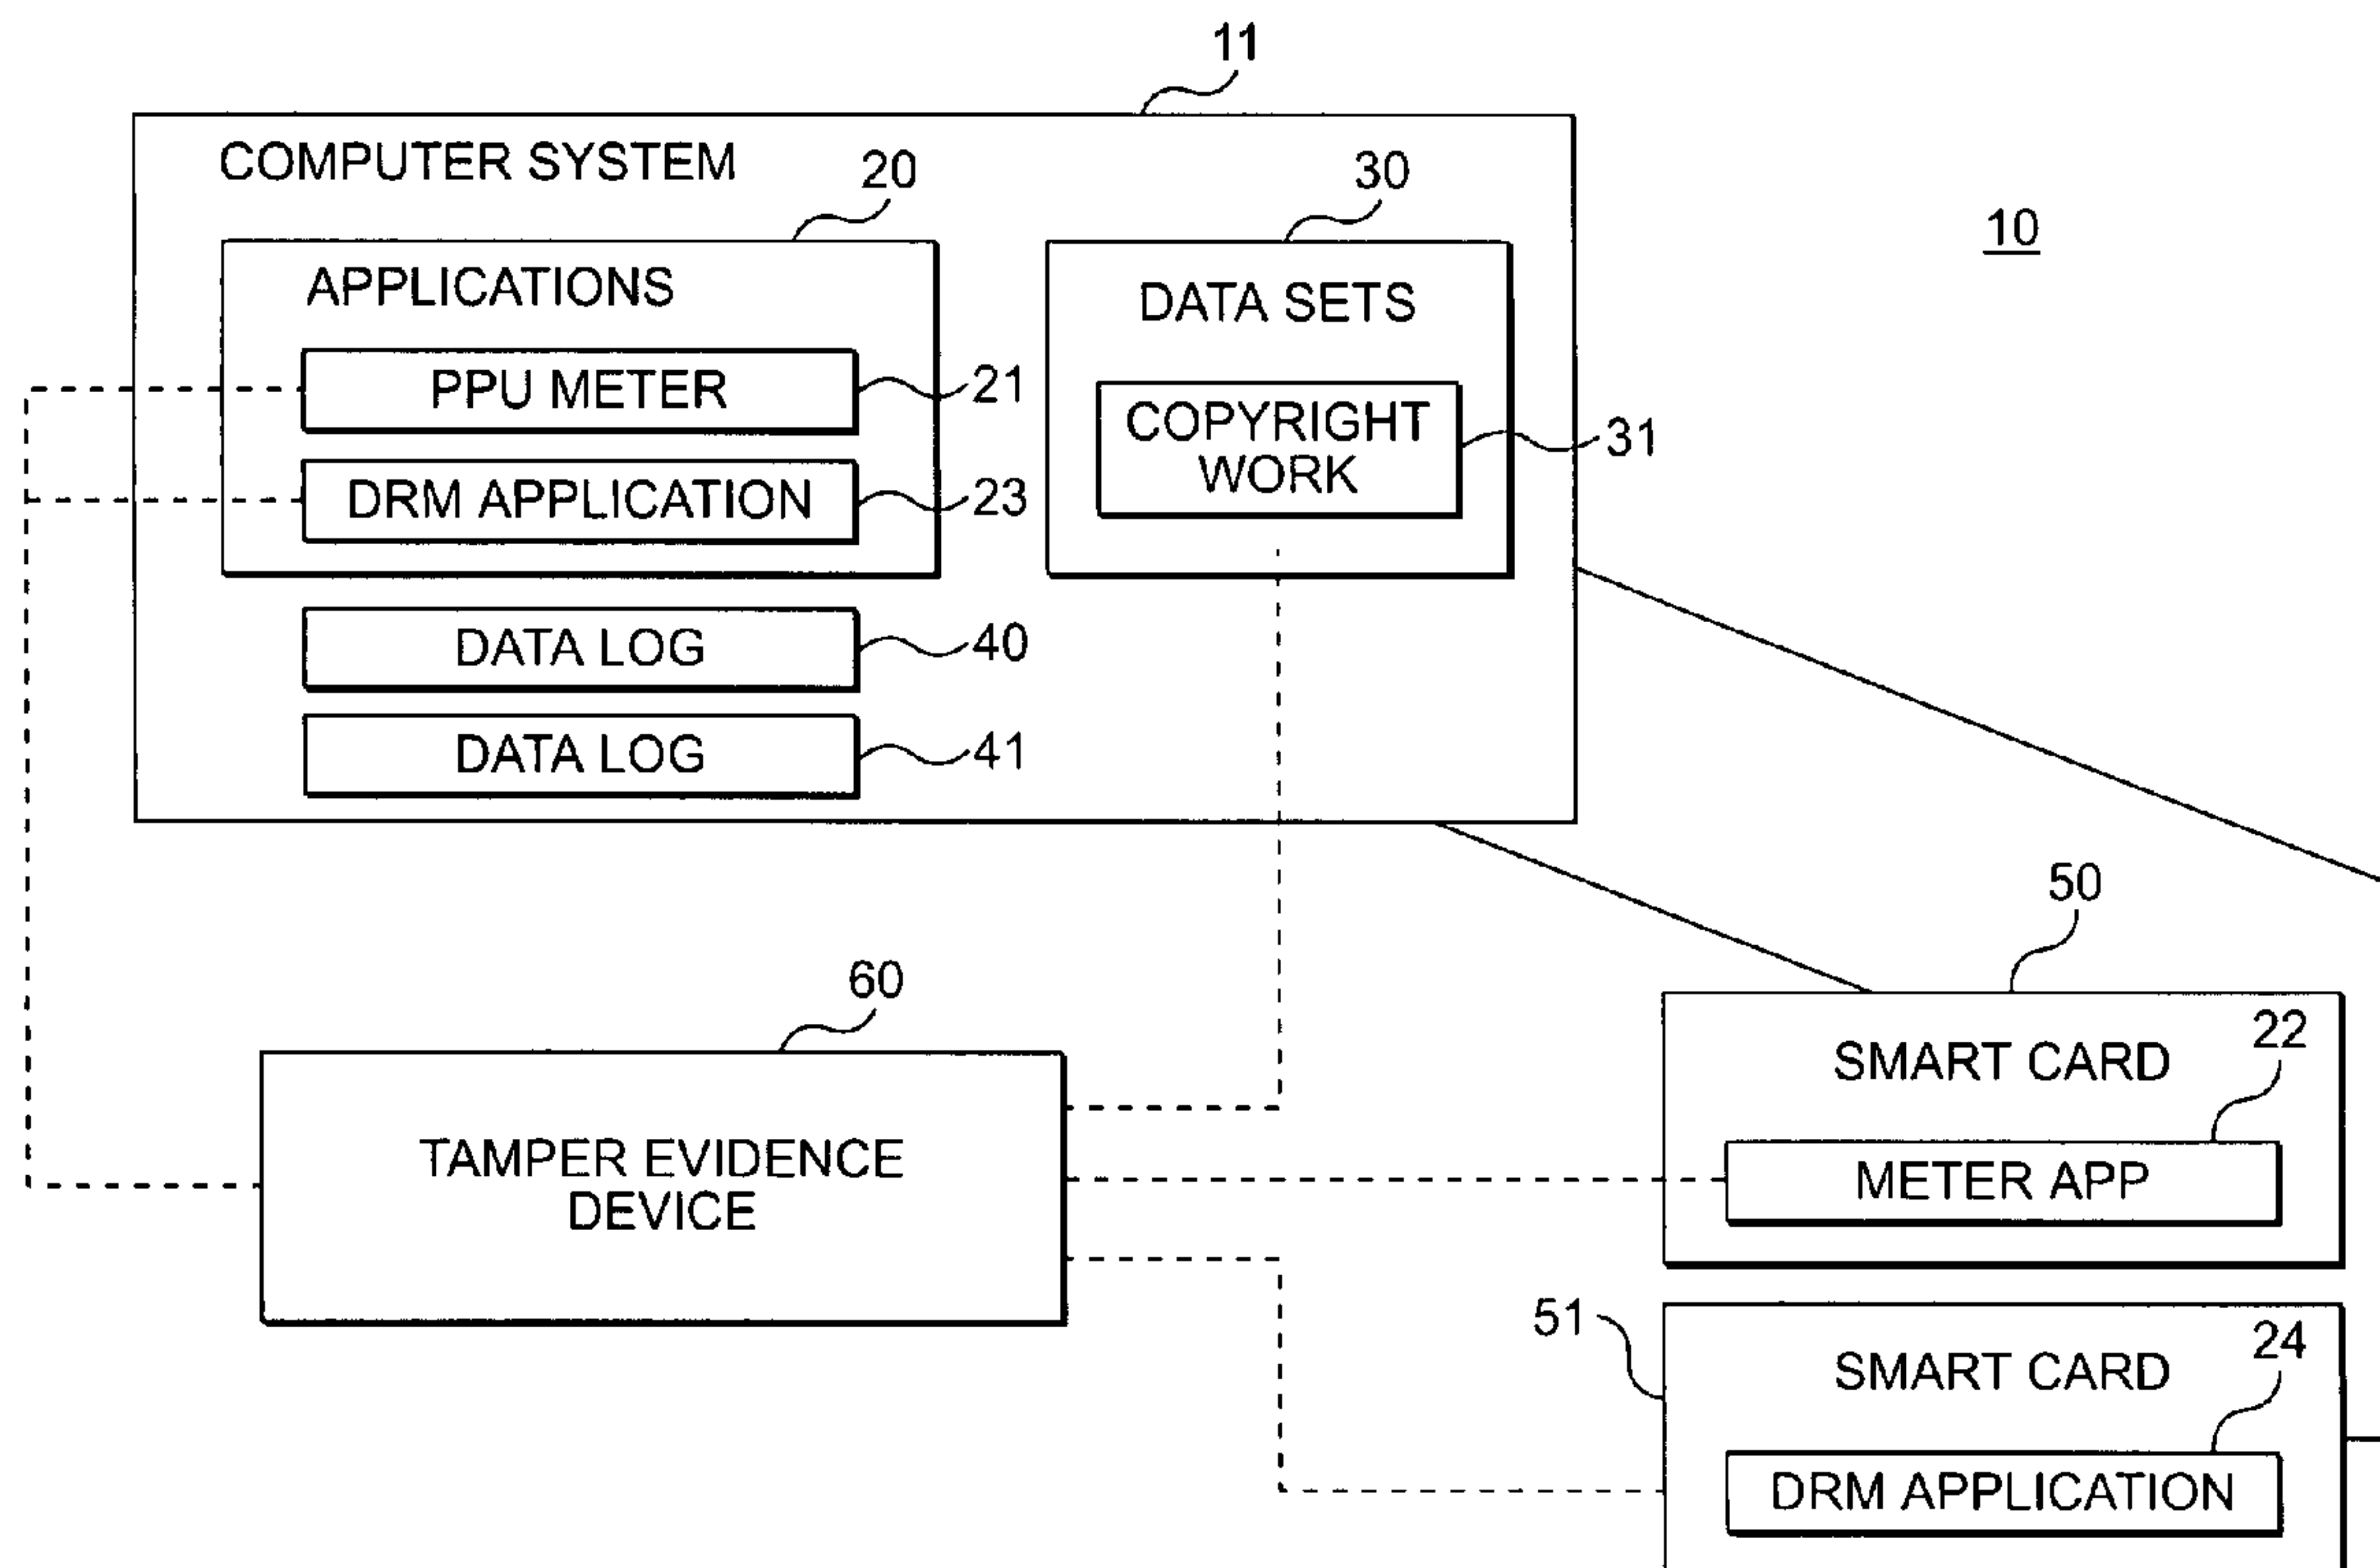 11
COMPUTER SYSTEM
20
30
10
APPLICATIONS
DATA SETS
PPU METER
21
COPYRIGHT
WORK
31
DRM APPLICATION
23
DATA LOG
40
DATA LOG
41
50
60
SMART CARD
22
TAMPER EVIDENCE
DEVICE
METER APP
51
SMART CARD
24
DRM APPLICATION